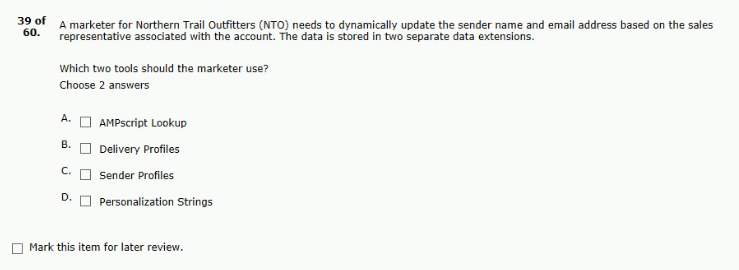 39 of 60.
A marketer for Northern Trail Outfitters (NTO) needs to dynamically update the sender name and email address based on the sales
representative associated with the account. The data is stored in two separate data extensions.
Which two tools should the marketer use?
Choose 2 answers
A. AMPscript Lookup
B. Delivery Profiles
C. Sender Profiles
D. Personalization Strings
Mark this item for later review.